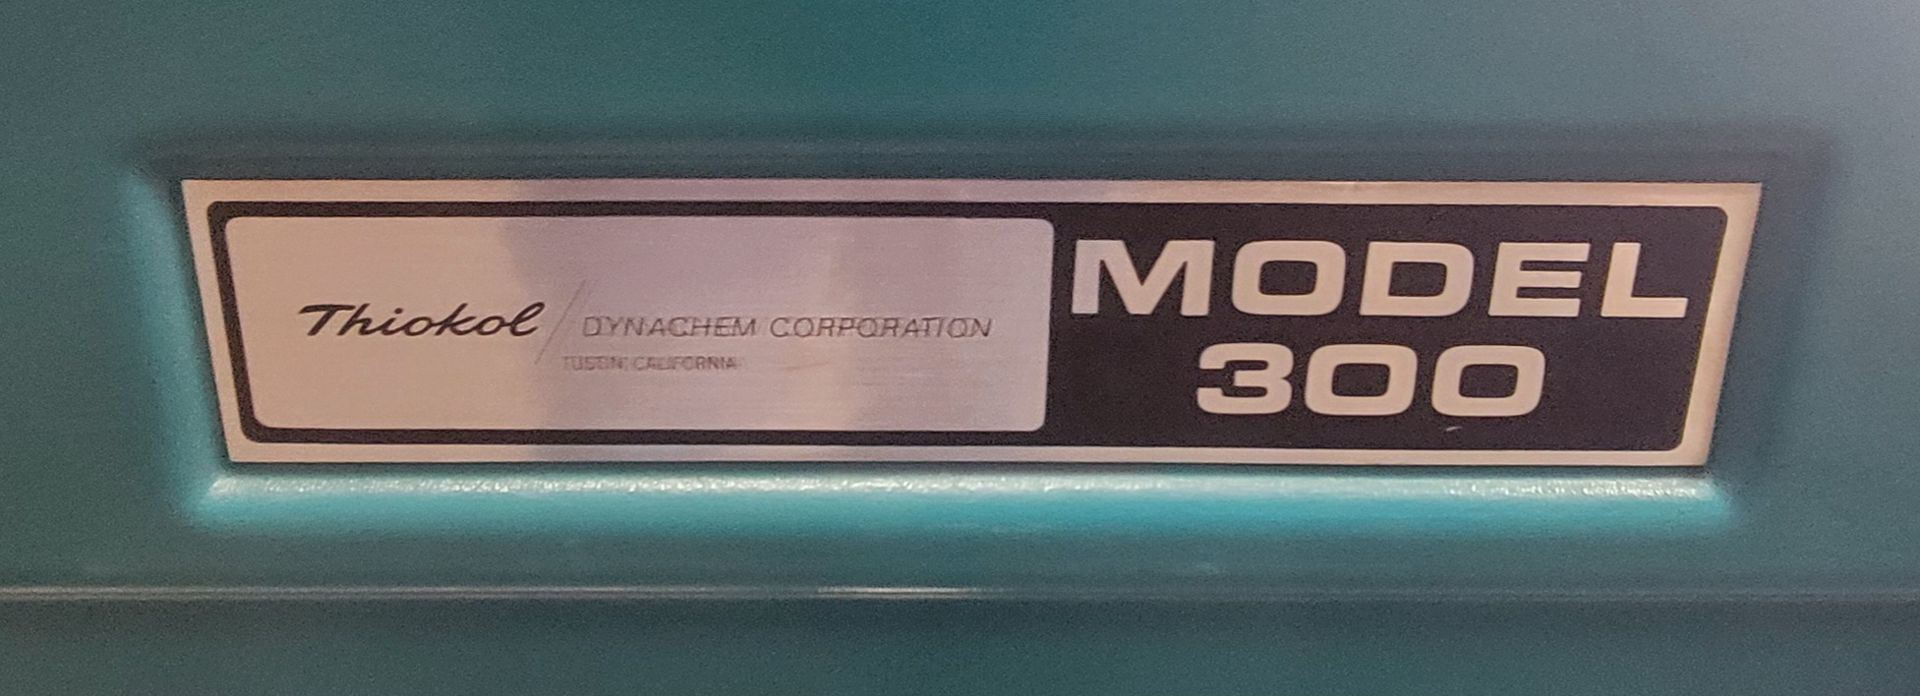 Thiokol / DYNACHEM CORPORATION
TUSTIN, CALIFORNIA
MODEL
300